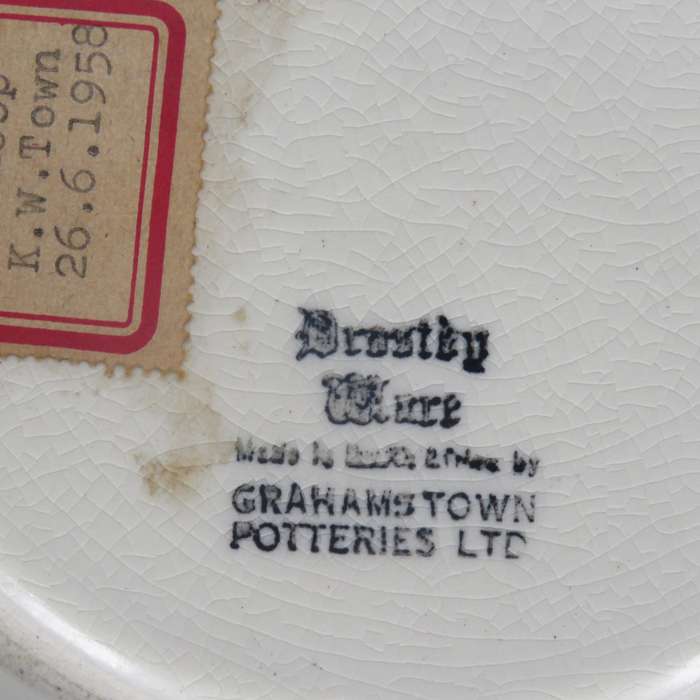 K.W.Town
26.6.1958
Drostdy
Ware
Made in South Africa by
GRAHAMSTOWN
POTTERIES LTD